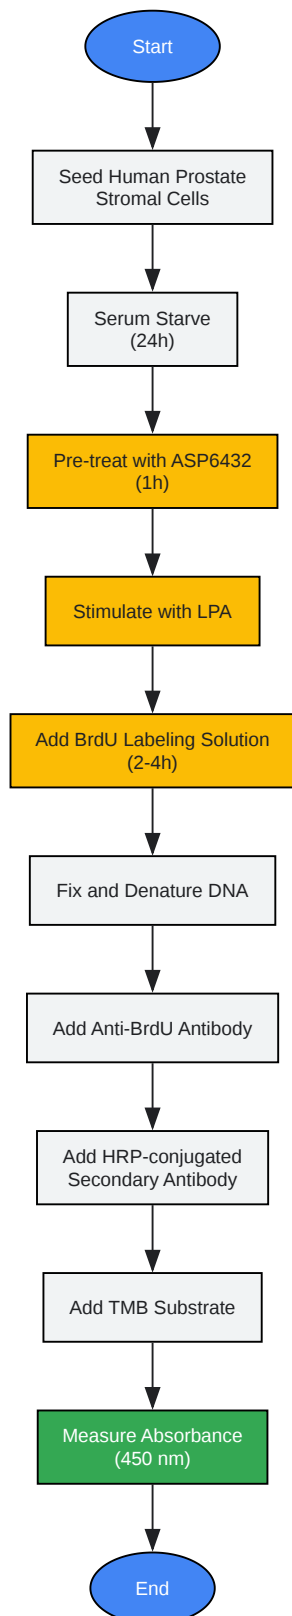 Start
Seed Human Prostate
Stromal Cells
Serum Starve
(24h)
Pre-treat with ASP6432
(1h)
Stimulate with LPA
Add BrdU Labeling Solution
(2-4h)
Fix and Denature DNA
Add Anti-BrdU Antibody
Add HRP-conjugated
Secondary Antibody
Add TMB Substrate
Measure Absorbance
(450 nm)
End